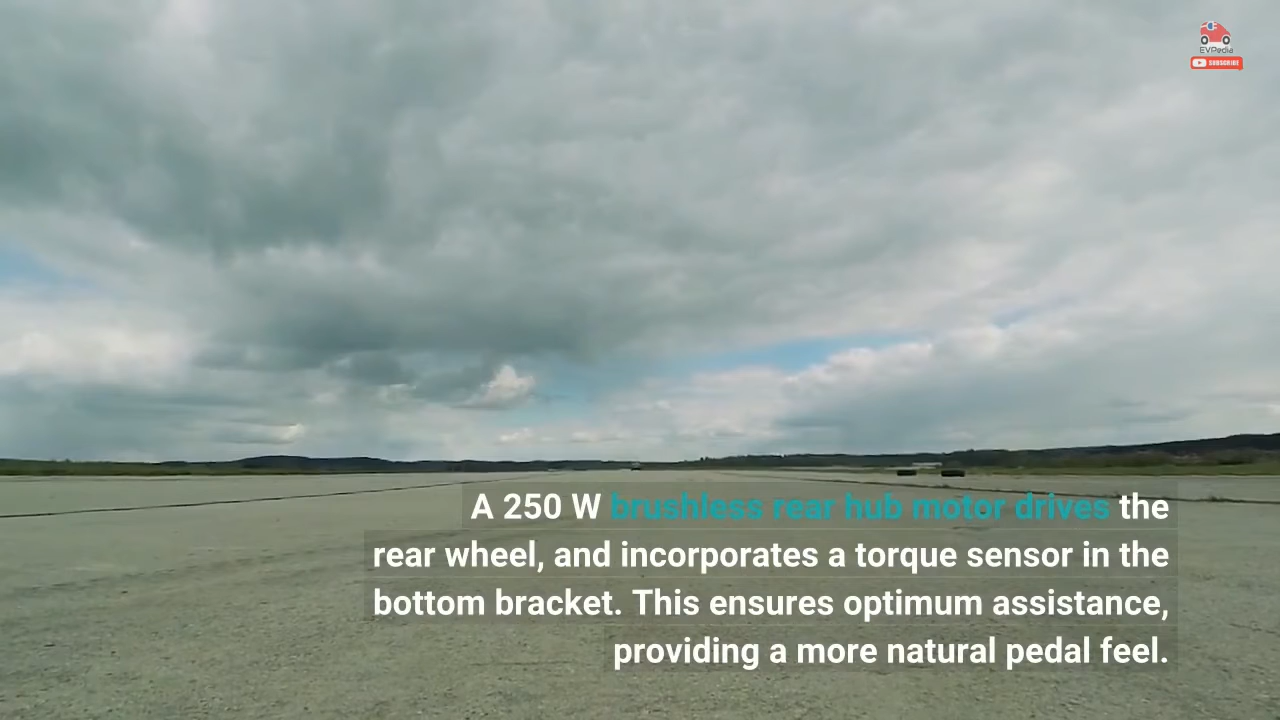 EVPedia
SUBSCRIBE
A 250 W brushless rear hub motor drives the
rear wheel, and incorporates a torque sensor in the
bottom bracket. This ensures optimum assistance,
providing a more natural pedal feel.